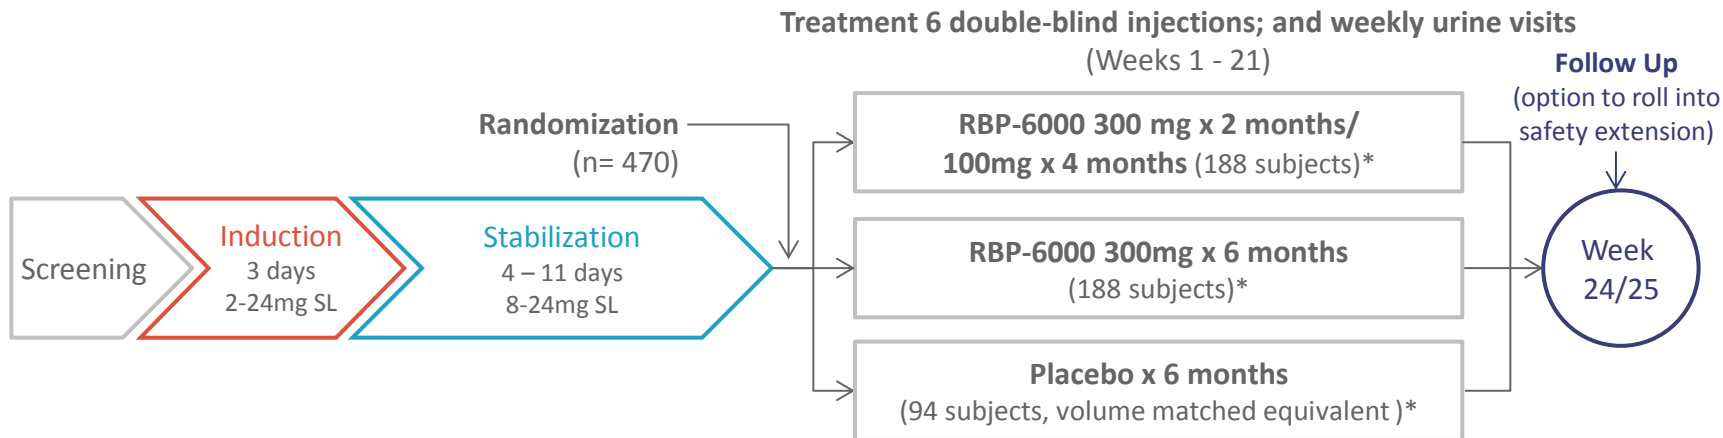 Treatment 6 double-blind injections; and weekly urine visits
(Weeks 1 - 21)
Follow Up
(option to roll into
safety extension)
Randomization
(n= 470)
RBP-6000 300 mg x 2 months/
100mg x 4 months (188 subjects)*
Screening
Induction
3 days
2-24mg SL
Stabilization
4 – 11 days
8-24mg SL
RBP-6000 300mg x 6 months
(188 subjects)*
Week
24/25
Placebo x 6 months
(94 subjects, volume matched equivalent )*